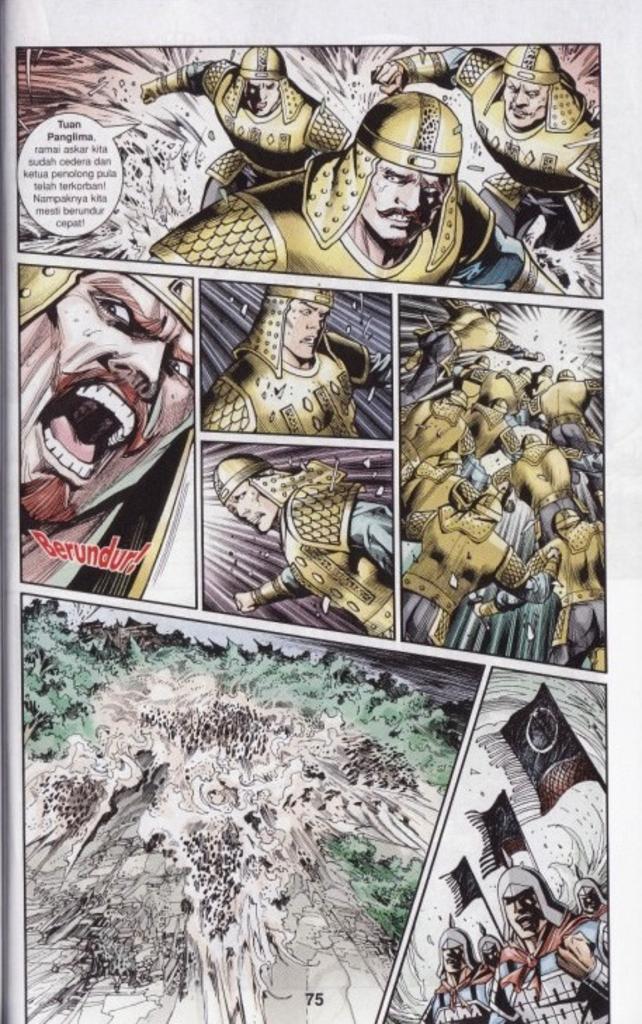 Tuan
Panglima,
ramai askar kita
sudah cedera dan
ketua penolong pula
telah terkorban!
Nampaknya kita
mesti berundur
cepat!
Berundur!
75